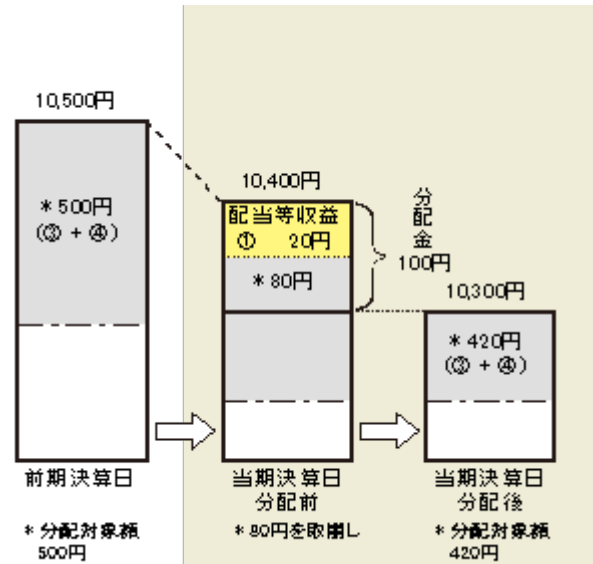 10,500円
＊500円
(③ + ④)
前期決算日
＊分配対象額
500円
10,400円
配当等収益
① 20円
＊80円
分配金
100円
当期決算日
分配前
＊80円を取崩し
10,300円
＊420円
(③ + ④)
当期決算日
分配後
＊分配対象額
420円